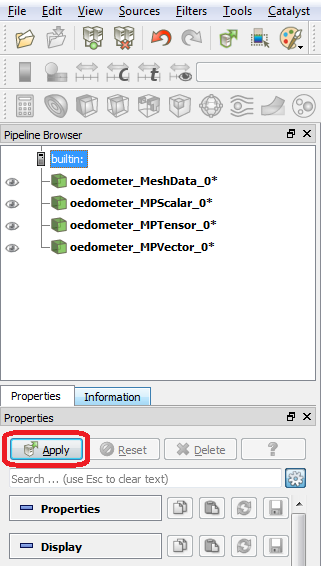 File Edit View Sources Filters Tools Catalyst
Pipeline Browser
builtin:
oedometer_MeshData_0*
oedometer_MPScalar_0*
oedometer_MPTensor_0*
oedometer_MPVector_0*
Properties Information
Properties
Apply Reset Delete ?
Search ... (use Esc to clear text)
Properties
Display